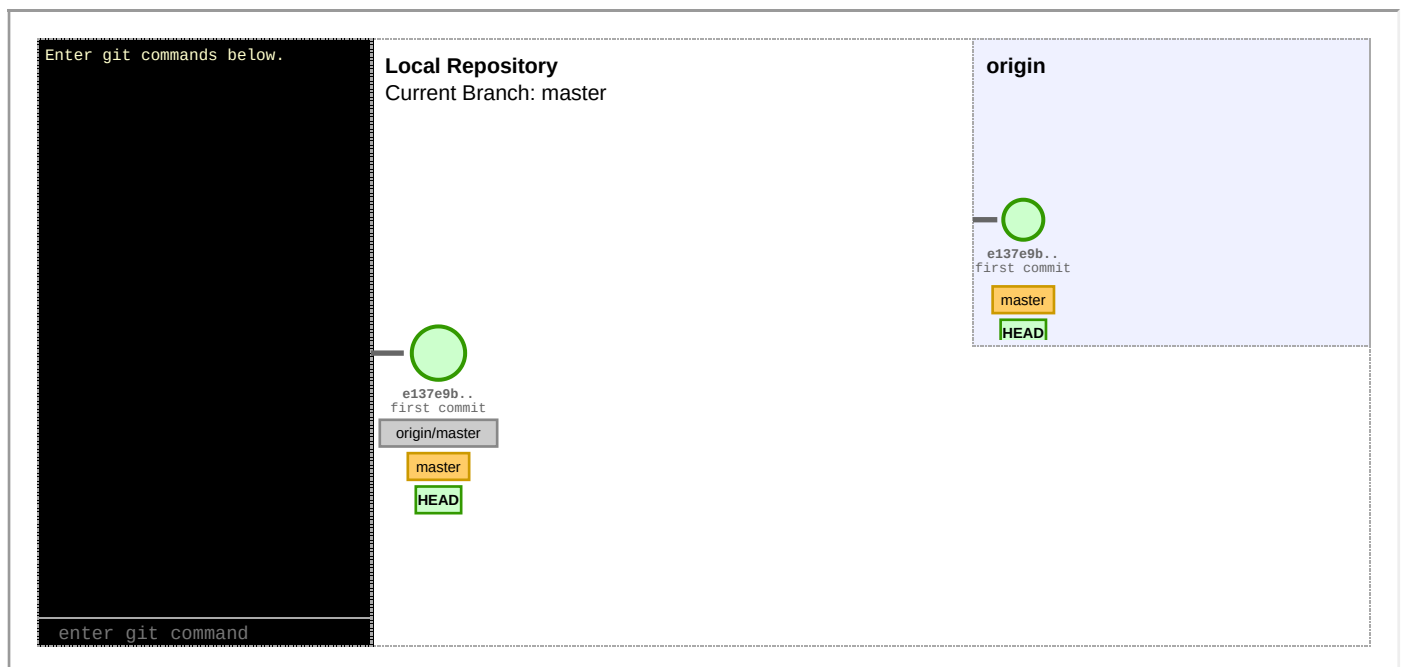 Enter git commands below.
enter git command
Local Repository
Current Branch: master
e137e9b..
first commit
origin/master
master
HEAD
origin
e137e9b..
first commit
master
HEAD